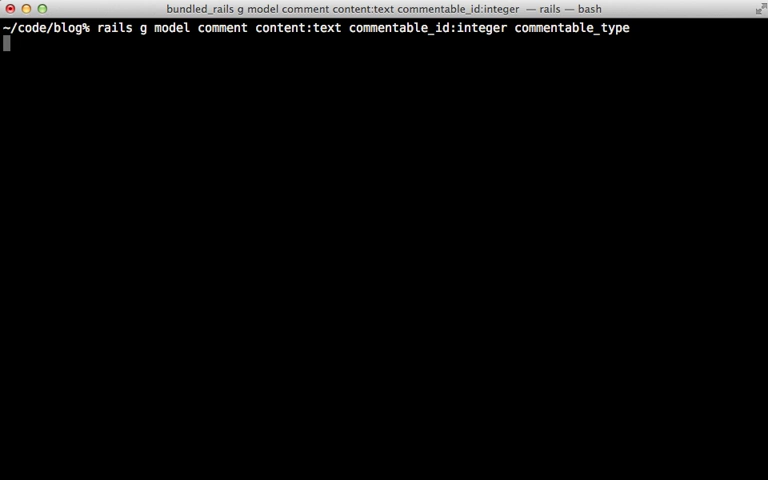 bundled_rails g model comment content:text commentable_id:integer — rails — bash
~/code/blog% rails g model comment content:text commentable_id:integer commentable_type